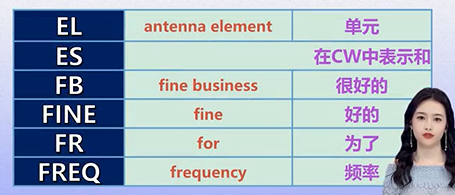 EL antenna element 单元
ES 在CW中表示和
FB fine business 很好的
FINE fine 好的
FR for 为了
FREQ frequency 频率